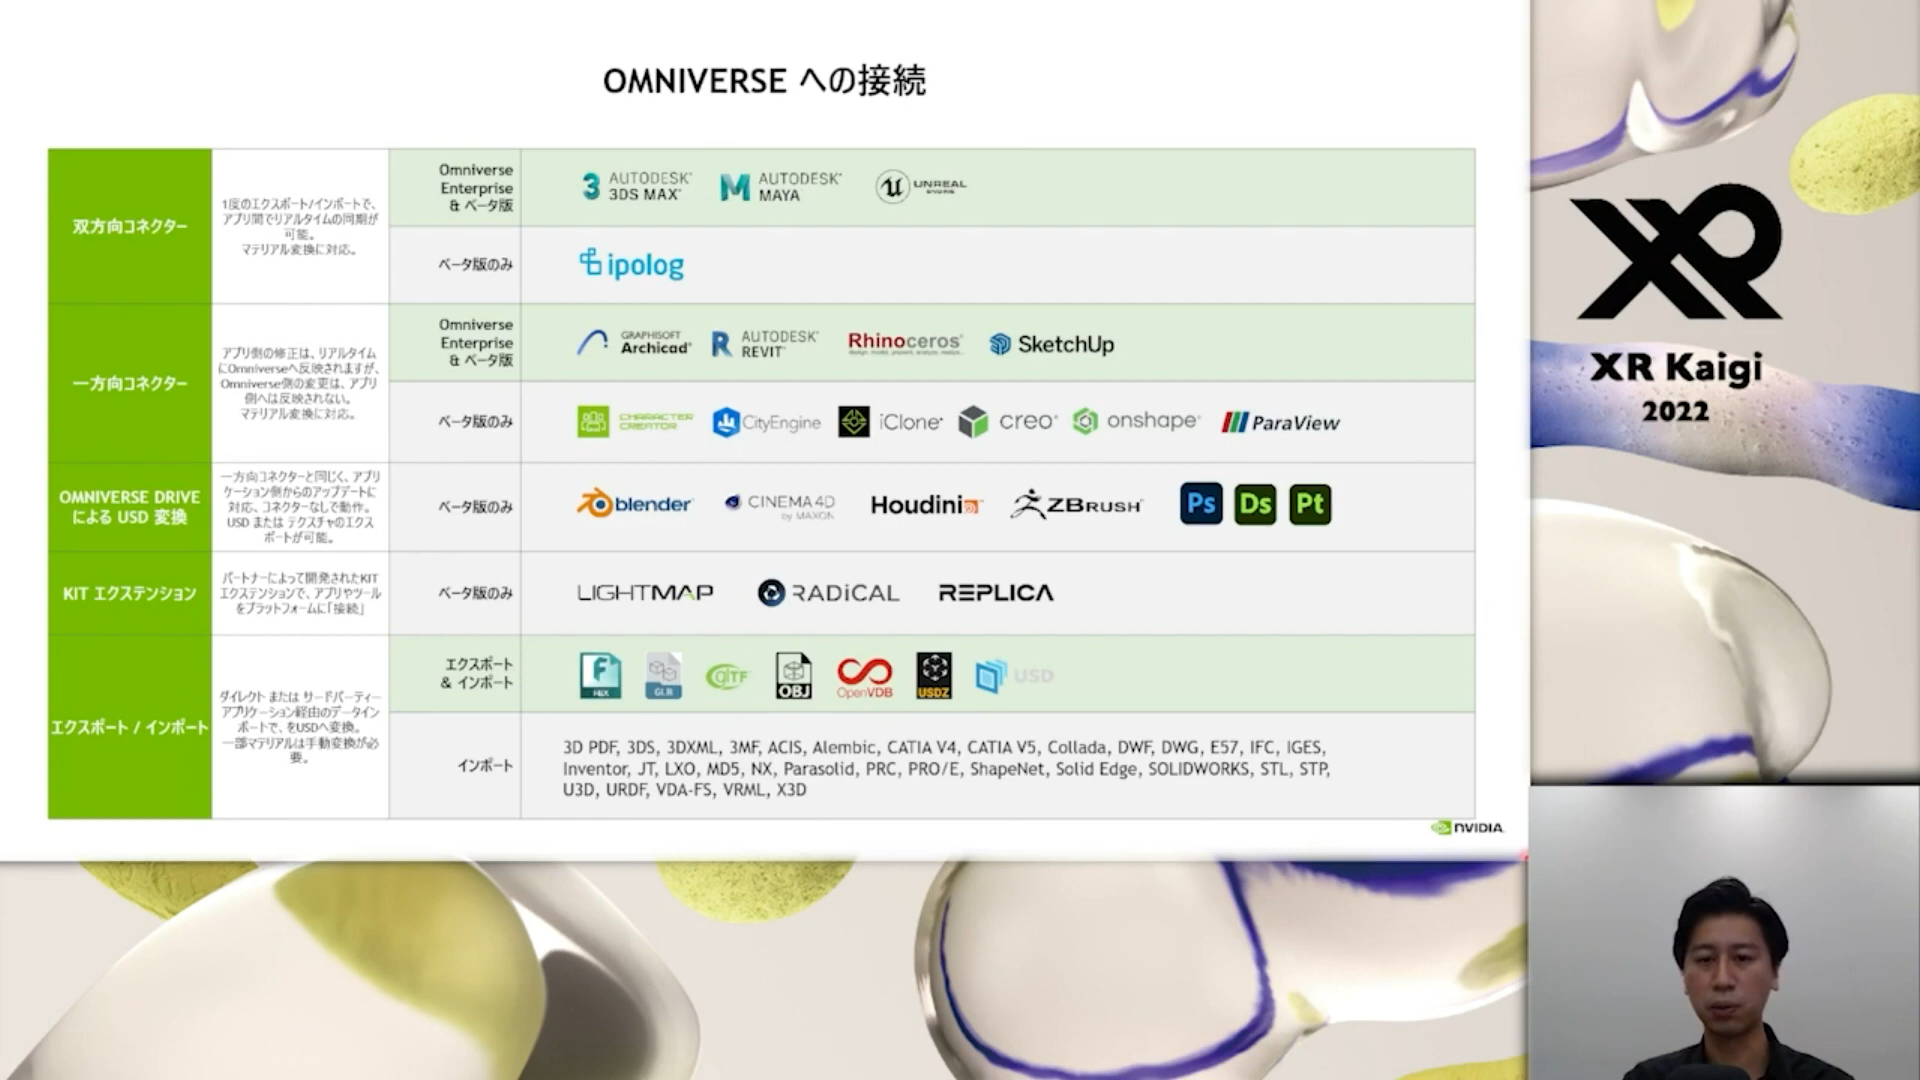 OMNIVERSE への接続
双方向コネクター
1度のエクスポート/インポートで、
アプリ間でリアルタイムの同期が
可能。
マテリアル変換に対応。
Omniverse
Enterprise
& ベータ版
AUTODESK
3DS MAX
AUTODESK
MAYA
UNREAL
ENGINE
ベータ版のみ
ipolog
一方向コネクター
アプリ側の修正は、リアルタイム
にOmniverseへ反映されますが、
Omniverse側の変更は、アプリ
側へは反映されない。
マテリアル変換に対応。
Omniverse
Enterprise
& ベータ版
GRAPHISOFT
Archicad
AUTODESK
REVIT
Rhinoceros
SketchUp
ベータ版のみ
CHARACTER
CREATOR
CityEngine
iClone
creo
onshape
ParaView
OMNIVERSE DRIVE
による USD 変換
一方向コネクターと同じく、アプリ
ケーション側からのアップデートに
対応、コネクターなしで動作。
USD または テクスチャのエクス
ポートが可能。
ベータ版のみ
blender
CINEMA 4D
by MAXON
Houdini
ZBRUSH
Ps
Ds
Pt
KIT エクステンション
パートナーによって開発されたKIT
エクステンションで、アプリやツール
をプラットフォームに「接続」
ベータ版のみ
LIGHTMAP
RADiCAL
REPLICA
エクスポート / インポート
ダイレクト または サードパーティー
アプリケーション経由のデータイン
ポートで、をUSDへ変換。
一部マテリアルは手動変換が必
要。
エクスポート
& インポート
FBX
GLB
glTF
OBJ
OpenVDB
USDZ
USD
インポート
3D PDF, 3DS, 3DXML, 3MF, ACIS, Alembic, CATIA V4, CATIA V5, Collada, DWF, DWG, E57, IFC, IGES,
Inventor, JT, LXO, MD5, NX, Parasolid, PRC, PRO/E, ShapeNet, Solid Edge, SOLIDWORKS, STL, STP,
U3D, URDF, VDA-FS, VRML, X3D
NVIDIA
XR Kaigi
2022